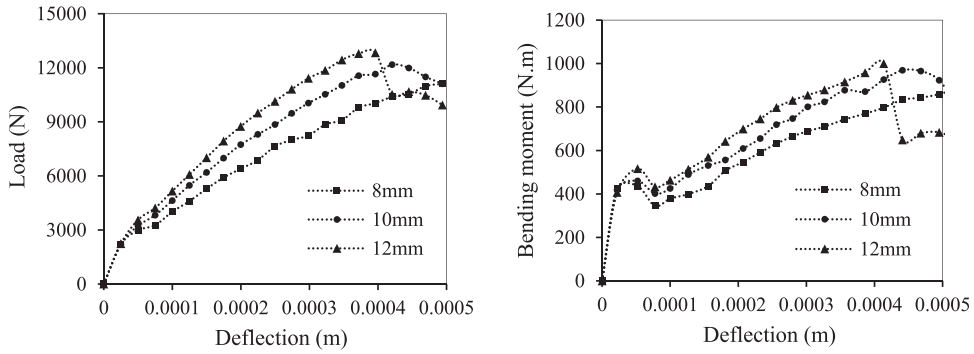 15000
12000
9000
6000
3000
0
Load (N)
8mm
10mm
12mm
0 0.0001 0.0002 0.0003 0.0004 0.0005
Deflection (m)
1200
1000
800
600
400
200
0
Bending moment (N.m)
8mm
10mm
12mm
0 0.0001 0.0002 0.0003 0.0004 0.0005
Deflection (m)